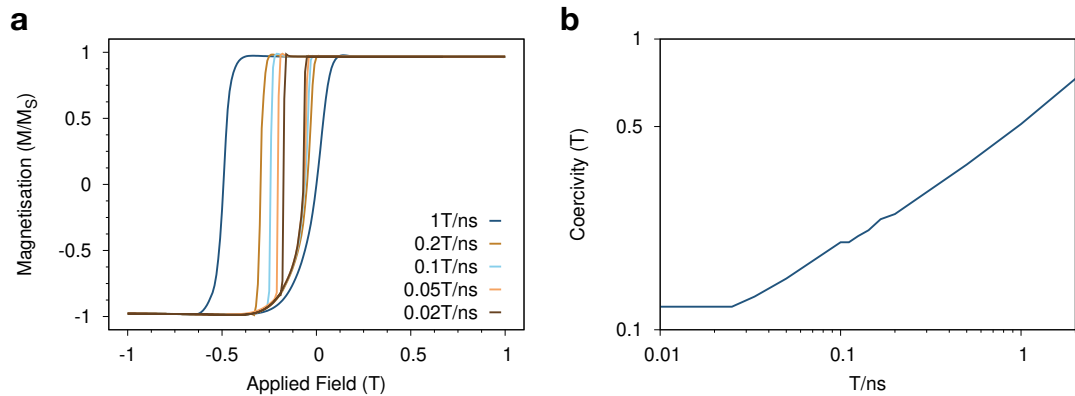 a
Magnetisation (M/MS)
1
0.5
0
-0.5
-1
1T/ns
0.2T/ns
0.1T/ns
0.05T/ns
0.02T/ns
-1 -0.5 0 0.5 1
Applied Field (T)
b
Coercivity (T)
1
0.5
0.1
0.01 0.1 1
T/ns